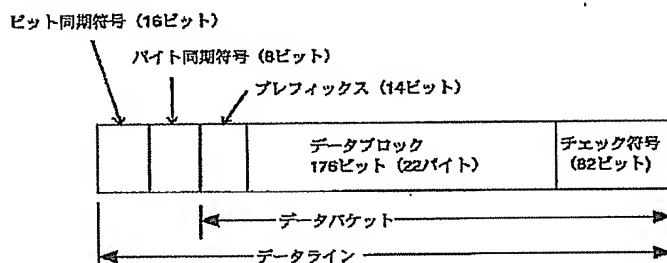 ビット同期符号（16ビット）
バイト同期符号（8ビット）
プレフィックス（14ビット）
データブロック
176ビット（22バイト）
チェック符号
（82ビット）
データパケット
データライン